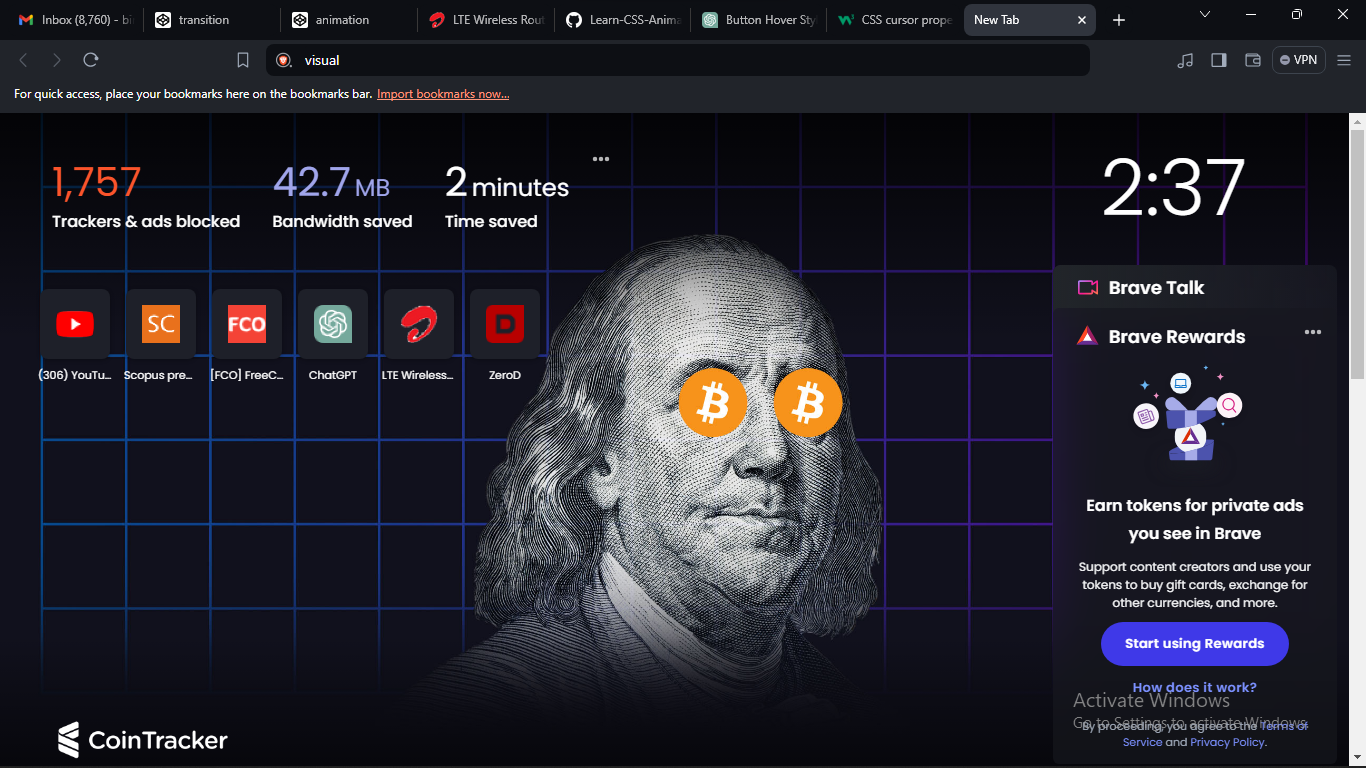 Inbox (8,760) - bi
transition
animation
LTE Wireless Rout
Learn-CSS-Anima
Button Hover Sty
CSS cursor prope
New Tab
visual
VPN
For quick access, place your bookmarks here on the bookmarks bar. Import bookmarks now...
1,757
Trackers & ads blocked
42.7 MB
Bandwidth saved
2 minutes
Time saved
2:37
SC
FCO
D
(306) YouTu...
Scopus pre...
[FCO] FreeC...
ChatGPT
LTE Wireless...
ZeroD
Brave Talk
Brave Rewards
Earn tokens for private ads
you see in Brave
Support content creators and use your
tokens to buy gift cards, exchange for
other currencies, and more.
Start using Rewards
How does it work?
Activate Windows
Go to Settings to activate Windows.
By proceeding, you agree to the Terms of
Service and Privacy Policy.
CoinTracker